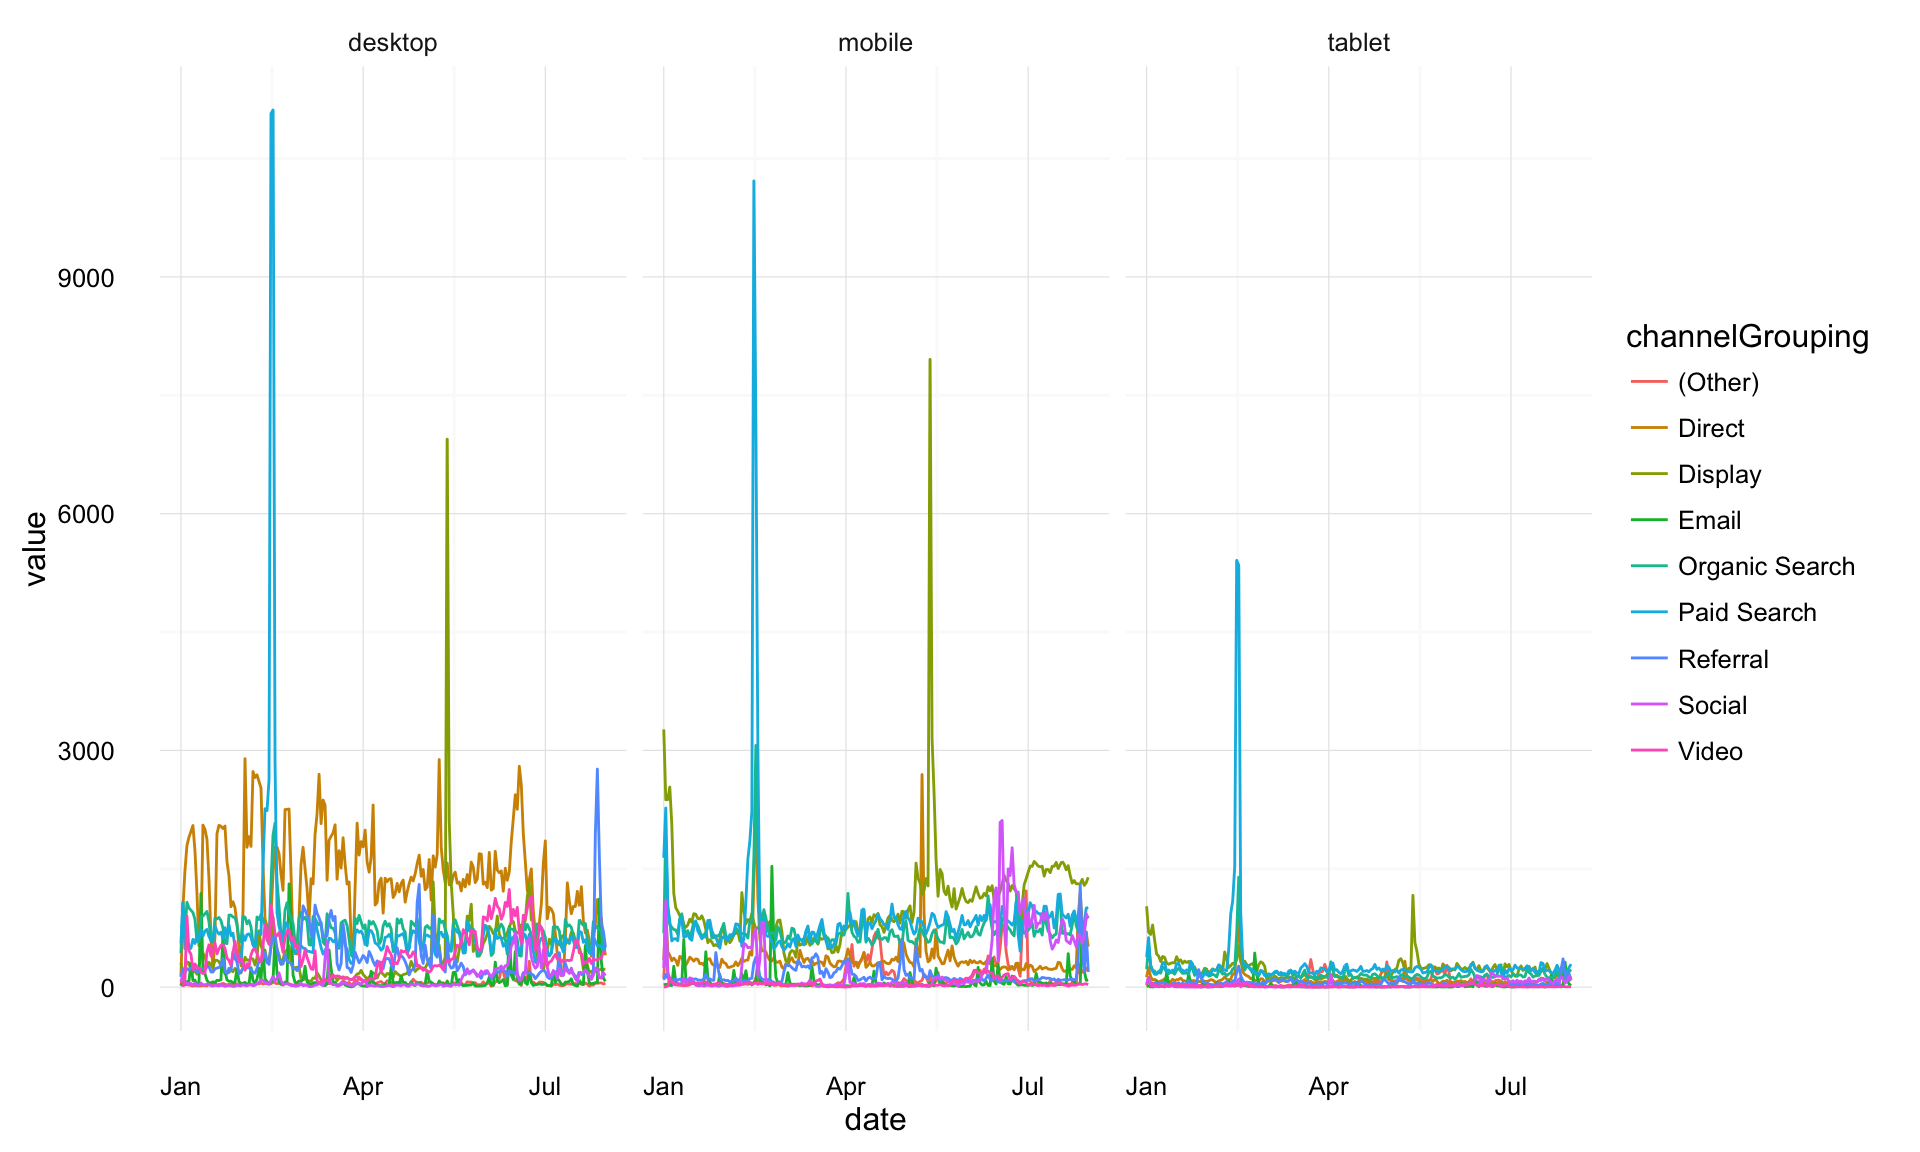 desktop
mobile
tablet
value
9000
6000
3000
0
Jan
Apr
Jul
Jan
Apr
Jul
Jan
Apr
Jul
date
channelGrouping
(Other)
Direct
Display
Email
Organic Search
Paid Search
Referral
Social
Video